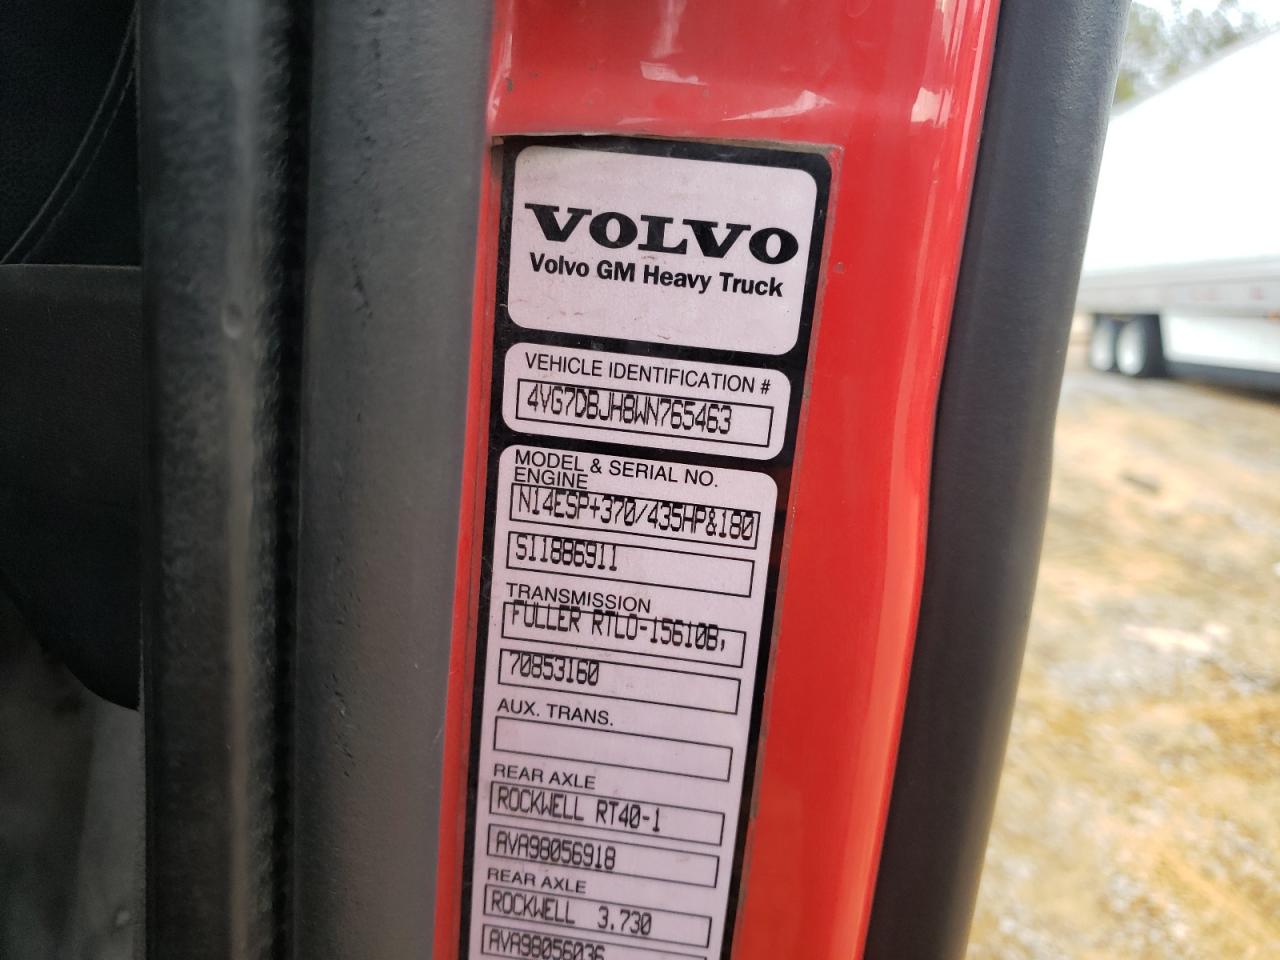 VOLVO
Volvo GM Heavy Truck
VEHICLE IDENTIFICATION #
4VG7DBJH8WN765463
MODEL & SERIAL NO.
ENGINE
N14ESP+370/435HP&180
S11886911
TRANSMISSION
FULLER RTLO-15610B,
70853160
AUX. TRANS.
REAR AXLE
ROCKWELL RT40-1
AVA98056918
REAR AXLE
ROCKWELL 3.730
AVA98056036